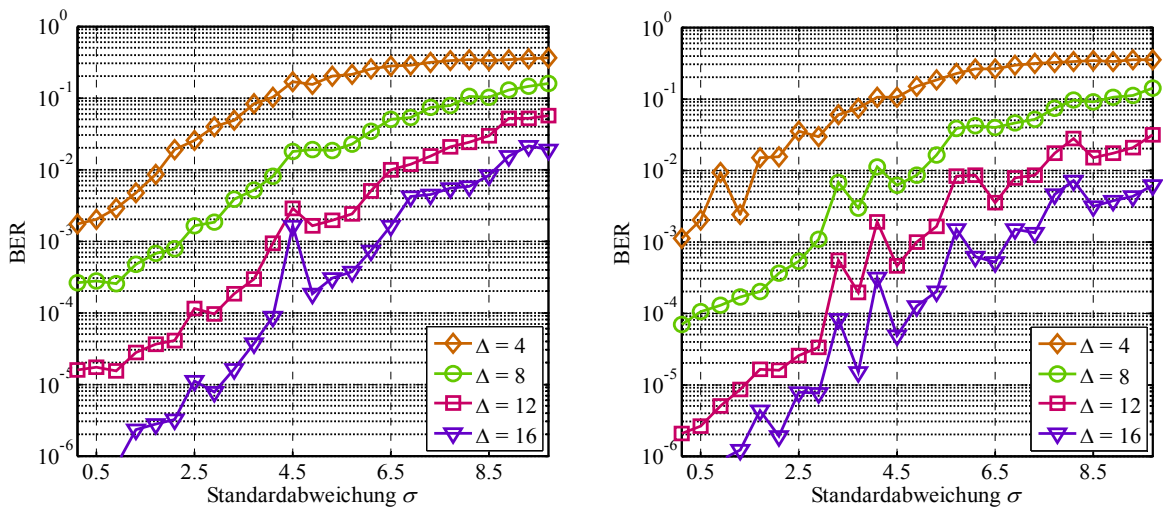 10^0
10^-1
10^-2
10^-3
10^-4
10^-5
10^-6
BER
0.5 2.5 4.5 6.5 8.5
Standardabweichung σ
Δ = 4
Δ = 8
Δ = 12
Δ = 16
10^0
10^-1
10^-2
10^-3
10^-4
10^-5
10^-6
BER
0.5 2.5 4.5 6.5 8.5
Standardabweichung σ
Δ = 4
Δ = 8
Δ = 12
Δ = 16